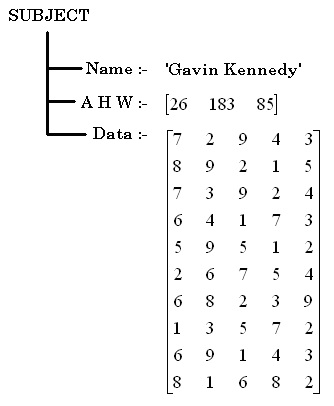 SUBJECT
Name :- 'Gavin Kennedy'
A H W :- [26 183 85]
Data :- 7 2 9 4 3
8 9 2 1 5
7 3 9 2 4
6 4 1 7 3
5 9 5 1 2
2 6 7 5 4
6 8 2 3 9
1 3 5 7 2
6 9 1 4 3
8 1 6 8 2